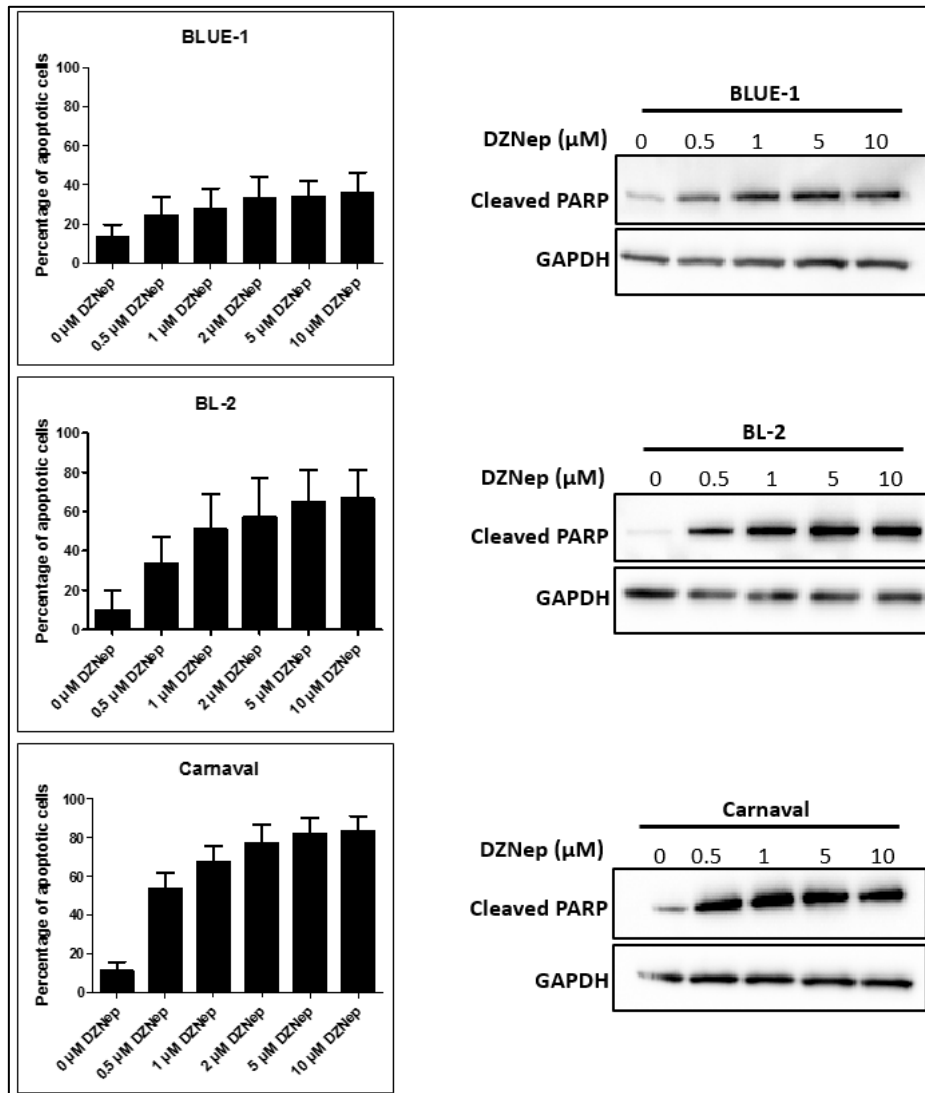 BLUE-1
Percentage of apoptotic cells
100
80
60
40
20
0
0 µM DZNep
0.5 µM DZNep
1 µM DZNep
2 µM DZNep
5 µM DZNep
10 µM DZNep
BLUE-1
DZNep (µM) 0 0.5 1 5 10
Cleaved PARP
GAPDH
BL-2
Percentage of apoptotic cells
100
80
60
40
20
0
0 µM DZNep
0.5 µM DZNep
1 µM DZNep
2 µM DZNep
5 µM DZNep
10 µM DZNep
BL-2
DZNep (µM) 0 0.5 1 5 10
Cleaved PARP
GAPDH
Carnaval
Percentage of apoptotic cells
100
80
60
40
20
0
0 µM DZNep
0.5 µM DZNep
1 µM DZNep
2 µM DZNep
5 µM DZNep
10 µM DZNep
Carnaval
DZNep (µM) 0 0.5 1 5 10
Cleaved PARP
GAPDH